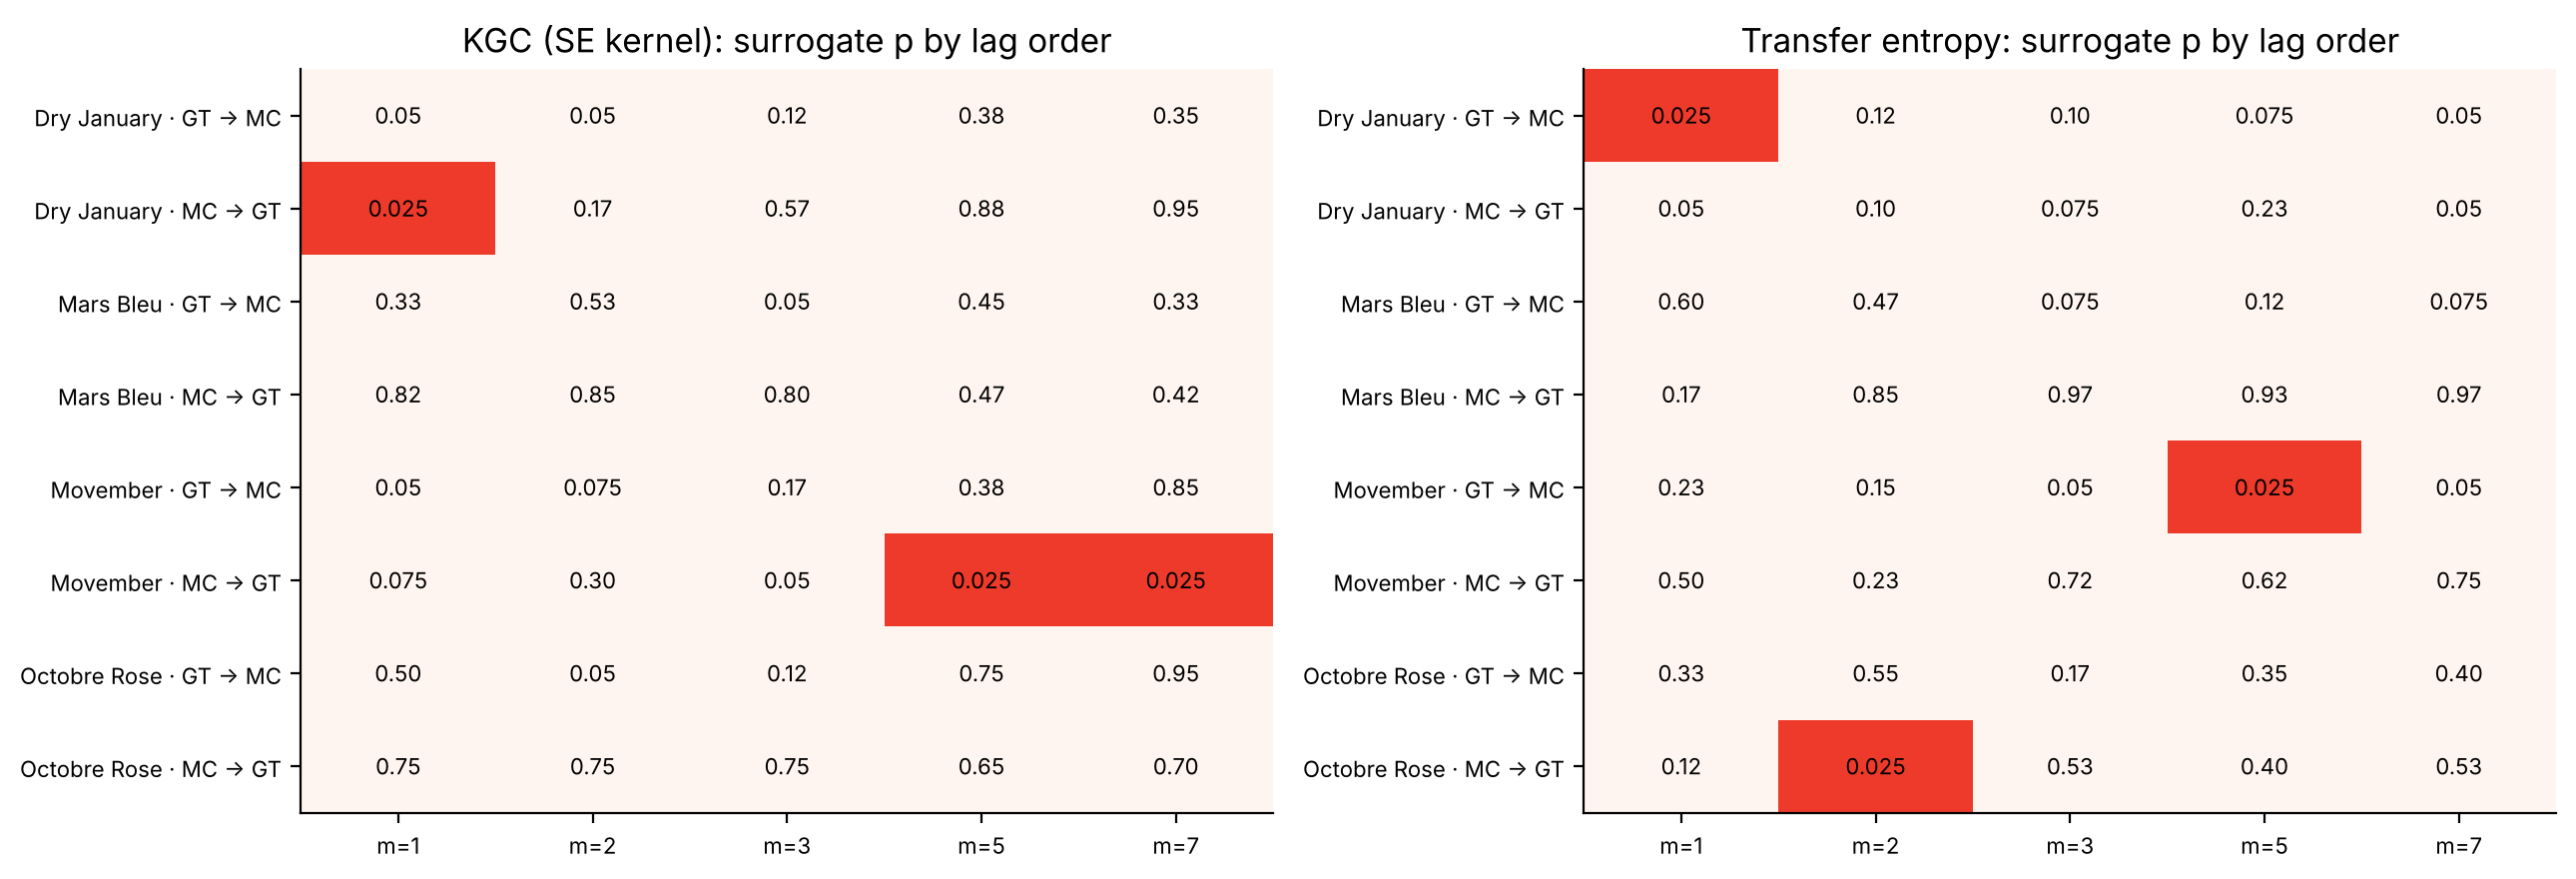 KGC (SE kernel): surrogate p by lag order
Dry January · GT → MC 0.05 0.05 0.12 0.38 0.35
Dry January · MC → GT 0.025 0.17 0.57 0.88 0.95
Mars Bleu · GT → MC 0.33 0.53 0.05 0.45 0.33
Mars Bleu · MC → GT 0.82 0.85 0.80 0.47 0.42
Movember · GT → MC 0.05 0.075 0.17 0.38 0.85
Movember · MC → GT 0.075 0.30 0.05 0.025 0.025
Octobre Rose · GT → MC 0.50 0.05 0.12 0.75 0.95
Octobre Rose · MC → GT 0.75 0.75 0.75 0.65 0.70
m=1 m=2 m=3 m=5 m=7
Transfer entropy: surrogate p by lag order
Dry January · GT → MC 0.025 0.12 0.10 0.075 0.05
Dry January · MC → GT 0.05 0.10 0.075 0.23 0.05
Mars Bleu · GT → MC 0.60 0.47 0.075 0.12 0.075
Mars Bleu · MC → GT 0.17 0.85 0.97 0.93 0.97
Movember · GT → MC 0.23 0.15 0.05 0.025 0.05
Movember · MC → GT 0.50 0.23 0.72 0.62 0.75
Octobre Rose · GT → MC 0.33 0.55 0.17 0.35 0.40
Octobre Rose · MC → GT 0.12 0.025 0.53 0.40 0.53
m=1 m=2 m=3 m=5 m=7